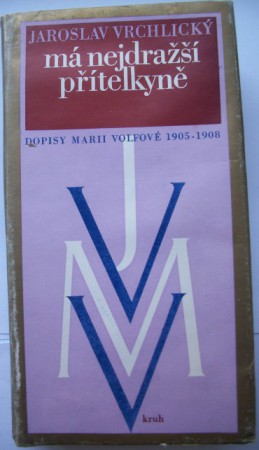 JAROSLAV VRCHLICKÝ
má nejdražší
přítelkyně
DOPISY MARII VOLFOVÉ 1905-1908
J
V
M
V
kruh